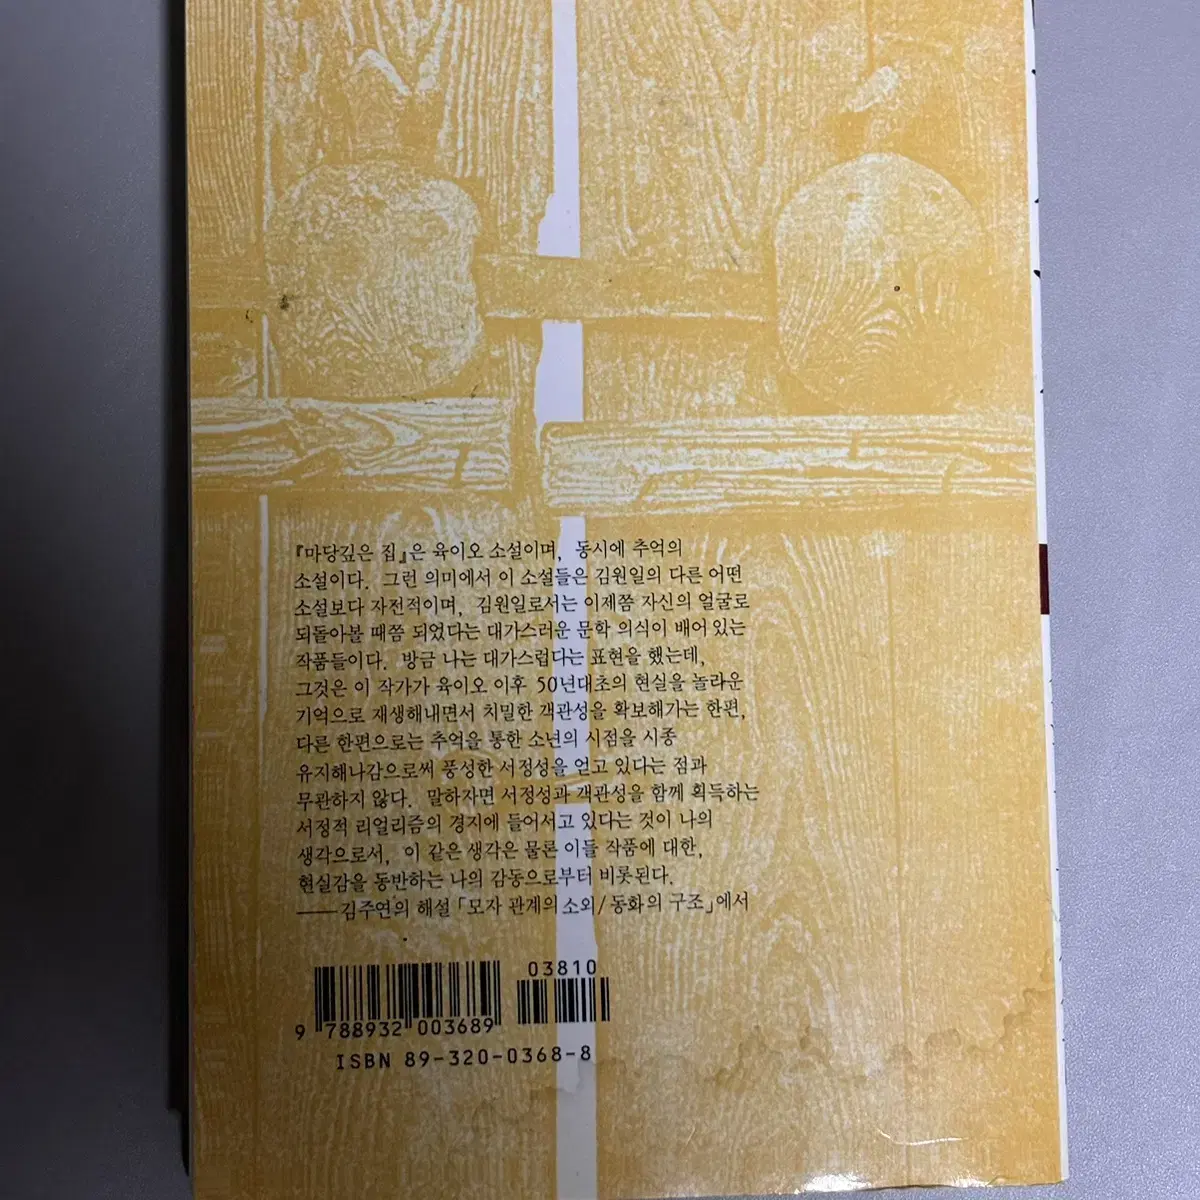 『마당깊은 집』은 육이오 소설이며, 동시에 추억의
소설이다. 그런 의미에서 이 소설들은 김원일의 다른 어떤
소설보다 자전적이며, 김원일로서는 이제쯤 자신의 얼굴로
되돌아볼 때쯤 되었다는 대가스러운 문학 의식이 배어 있는
작품들이다. 방금 나는 대가스럽다는 표현을 했는데,
그것은 이 작가가 육이오 이후 50년대초의 현실을 놀라운
기억으로 재생해내면서 치밀한 객관성을 확보해가는 한편,
다른 한편으로는 추억을 통한 소년의 시점을 시종
유지해나감으로써 풍성한 서정성을 얻고 있다는 점과
무관하지 않다. 말하자면 서정성과 객관성을 함께 획득하는
서정적 리얼리즘의 경지에 들어서고 있다는 것이 나의
생각으로서, 이 같은 생각은 물론 이들 작품에 대한,
현실감을 동반하는 나의 감동으로부터 비롯된다.
──김주연의 해설 「모자 관계의 소외/동화의 구조」에서
03810
9 788932 003689
ISBN 89-320-0368-8